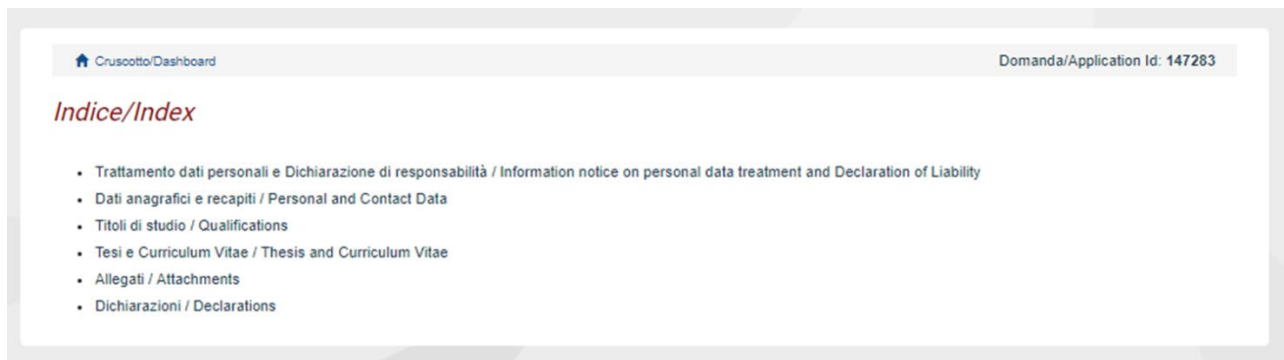 Cruscotto/Dashboard
Domanda/Application Id: 147283
Indice/Index
Trattamento dati personali e Dichiarazione di responsabilità / Information notice on personal data treatment and Declaration of Liability
Dati anagrafici e recapiti / Personal and Contact Data
Titoli di studio / Qualifications
Tesi e Curriculum Vitae / Thesis and Curriculum Vitae
Allegati / Attachments
Dichiarazioni / Declarations